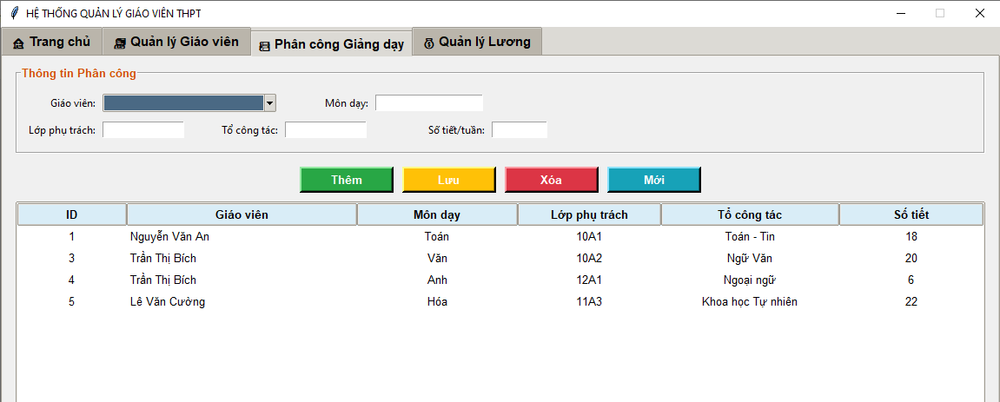 HỆ THỐNG QUẢN LÝ GIÁO VIÊN THPT
Trang chủ Quản lý Giáo viên Phân công Giảng dạy Quản lý Lương
Thông tin Phân công
Giáo viên: Môn dạy:
Lớp phụ trách: Tổ công tác: Số tiết/tuần:
Thêm Lưu Xóa Mới
ID Giáo viên Môn dạy Lớp phụ trách Tổ công tác Số tiết
1 Nguyễn Văn An Toán 10A1 Toán - Tin 18
3 Trần Thị Bích Văn 10A2 Ngữ Văn 20
4 Trần Thị Bích Anh 12A1 Ngoại ngữ 6
5 Lê Văn Cường Hóa 11A3 Khoa học Tự nhiên 22